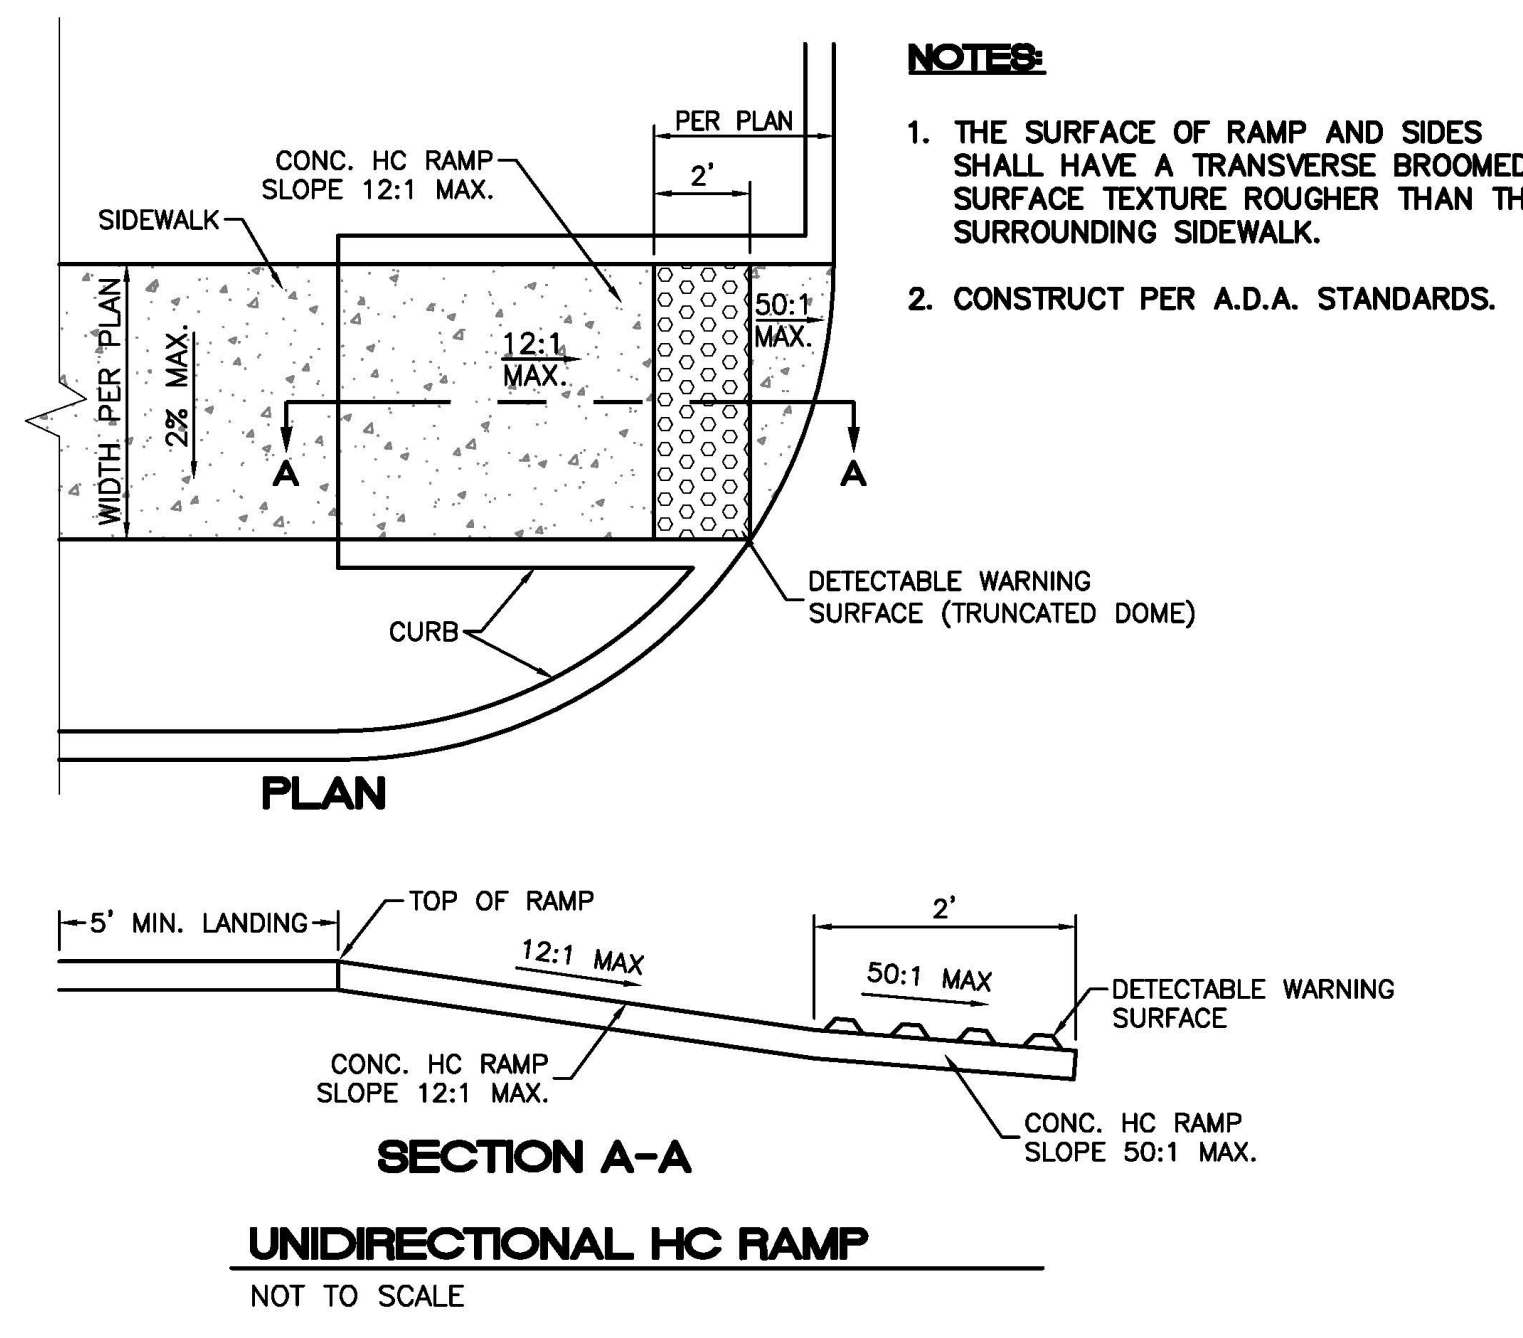 NOTES:
1. THE SURFACE OF RAMP AND SIDES
SHALL HAVE A TRANSVERSE BROOMED
SURFACE TEXTURE ROUGHER THAN TH
SURROUNDING SIDEWALK.
2. CONSTRUCT PER A.D.A. STANDARDS.
PER PLAN
2'
CONC. HC RAMP
SLOPE 12:1 MAX.
SIDEWALK
WIDTH PER PLAN
2% MAX.
12:1
MAX.
50:1
MAX.
A
A
DETECTABLE WARNING
SURFACE (TRUNCATED DOME)
CURB
PLAN
5' MIN. LANDING
TOP OF RAMP
12:1 MAX
2'
50:1 MAX
DETECTABLE WARNING
SURFACE
CONC. HC RAMP
SLOPE 12:1 MAX.
CONC. HC RAMP
SLOPE 50:1 MAX.
SECTION A-A
UNIDIRECTIONAL HC RAMP
NOT TO SCALE